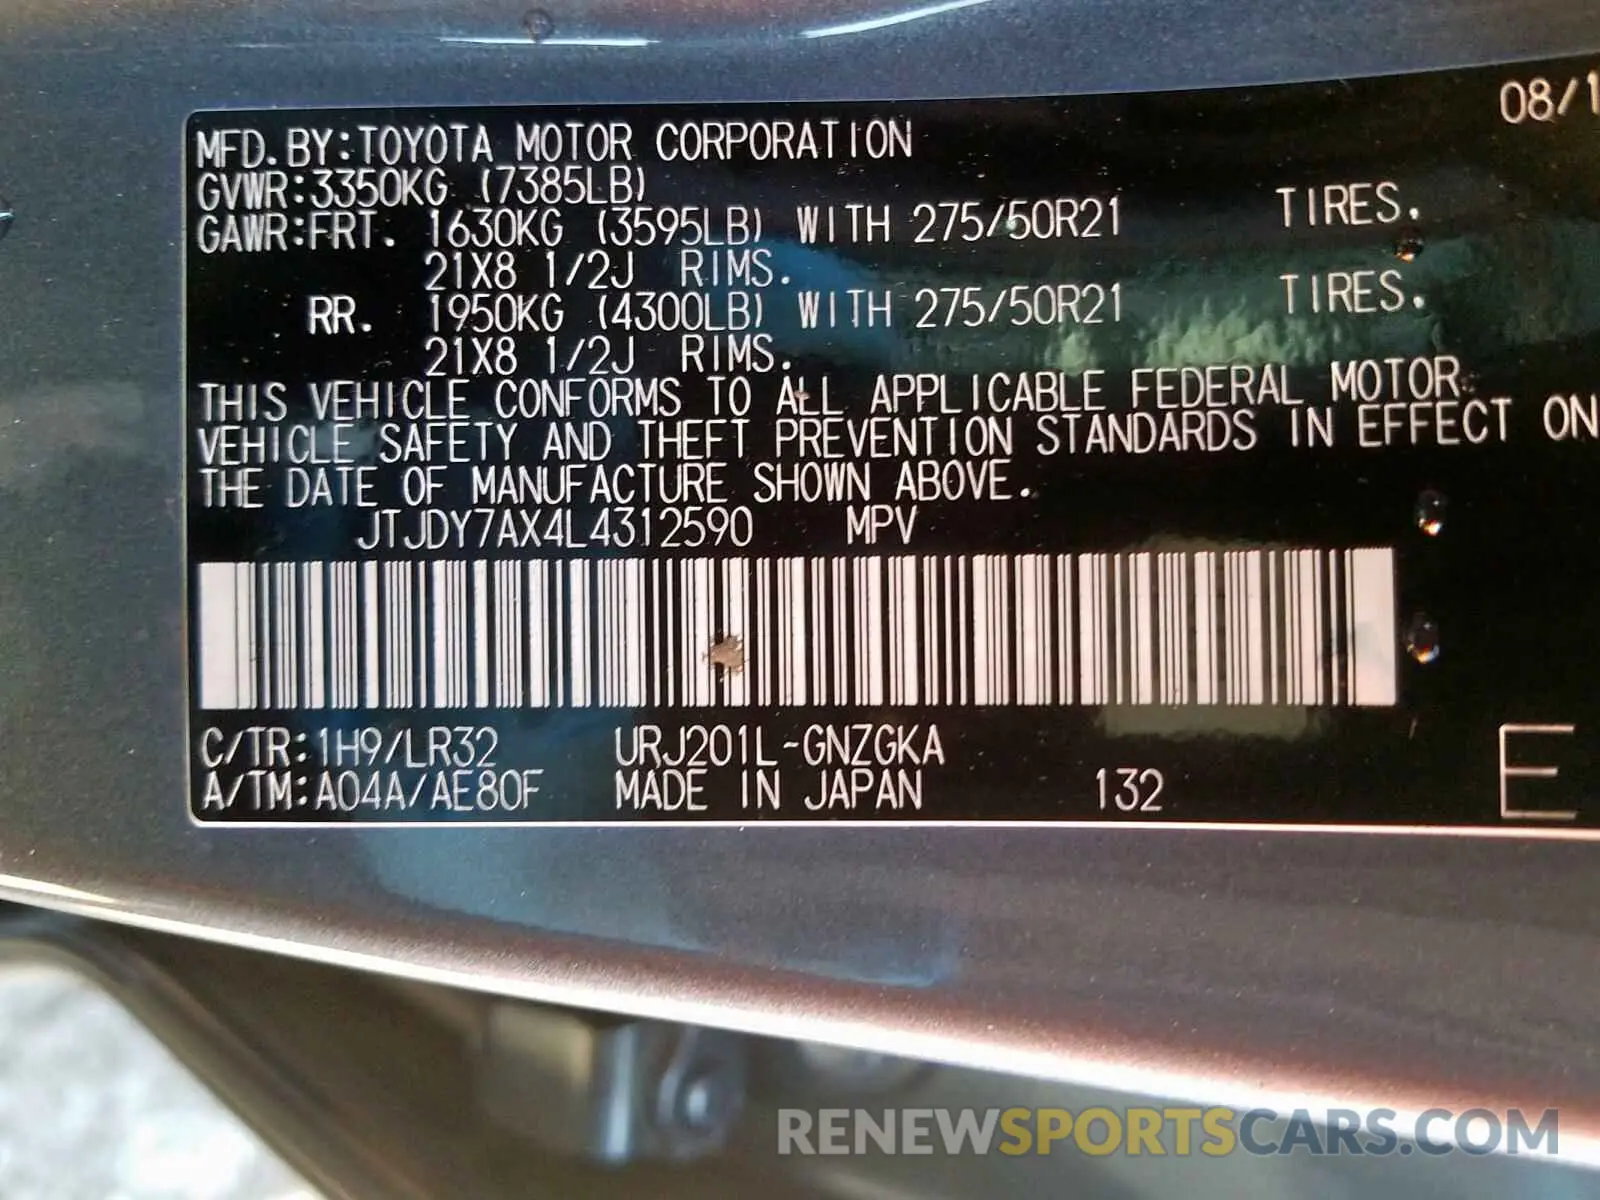 08/1
MFD.BY:TOYOTA MOTOR CORPORATION
GVWR:3350KG (7385LB)
GAWR:FRT. 1630KG (3595LB) WITH 275/50R21 TIRES.
21X8 1/2J RIMS.
RR. 1950KG (4300LB) WITH 275/50R21 TIRES.
21X8 1/2J RIMS.
THIS VEHICLE CONFORMS TO ALL APPLICABLE FEDERAL MOTOR
VEHICLE SAFETY AND THEFT PREVENTION STANDARDS IN EFFECT ON
THE DATE OF MANUFACTURE SHOWN ABOVE.
JTJDY7AX4L4312590 MPV
C/TR:1H9/LR32 URJ201L-GNZGKA
A/TM:A04A/AE80F MADE IN JAPAN 132
E
RENEWSPORTSCARS.COM